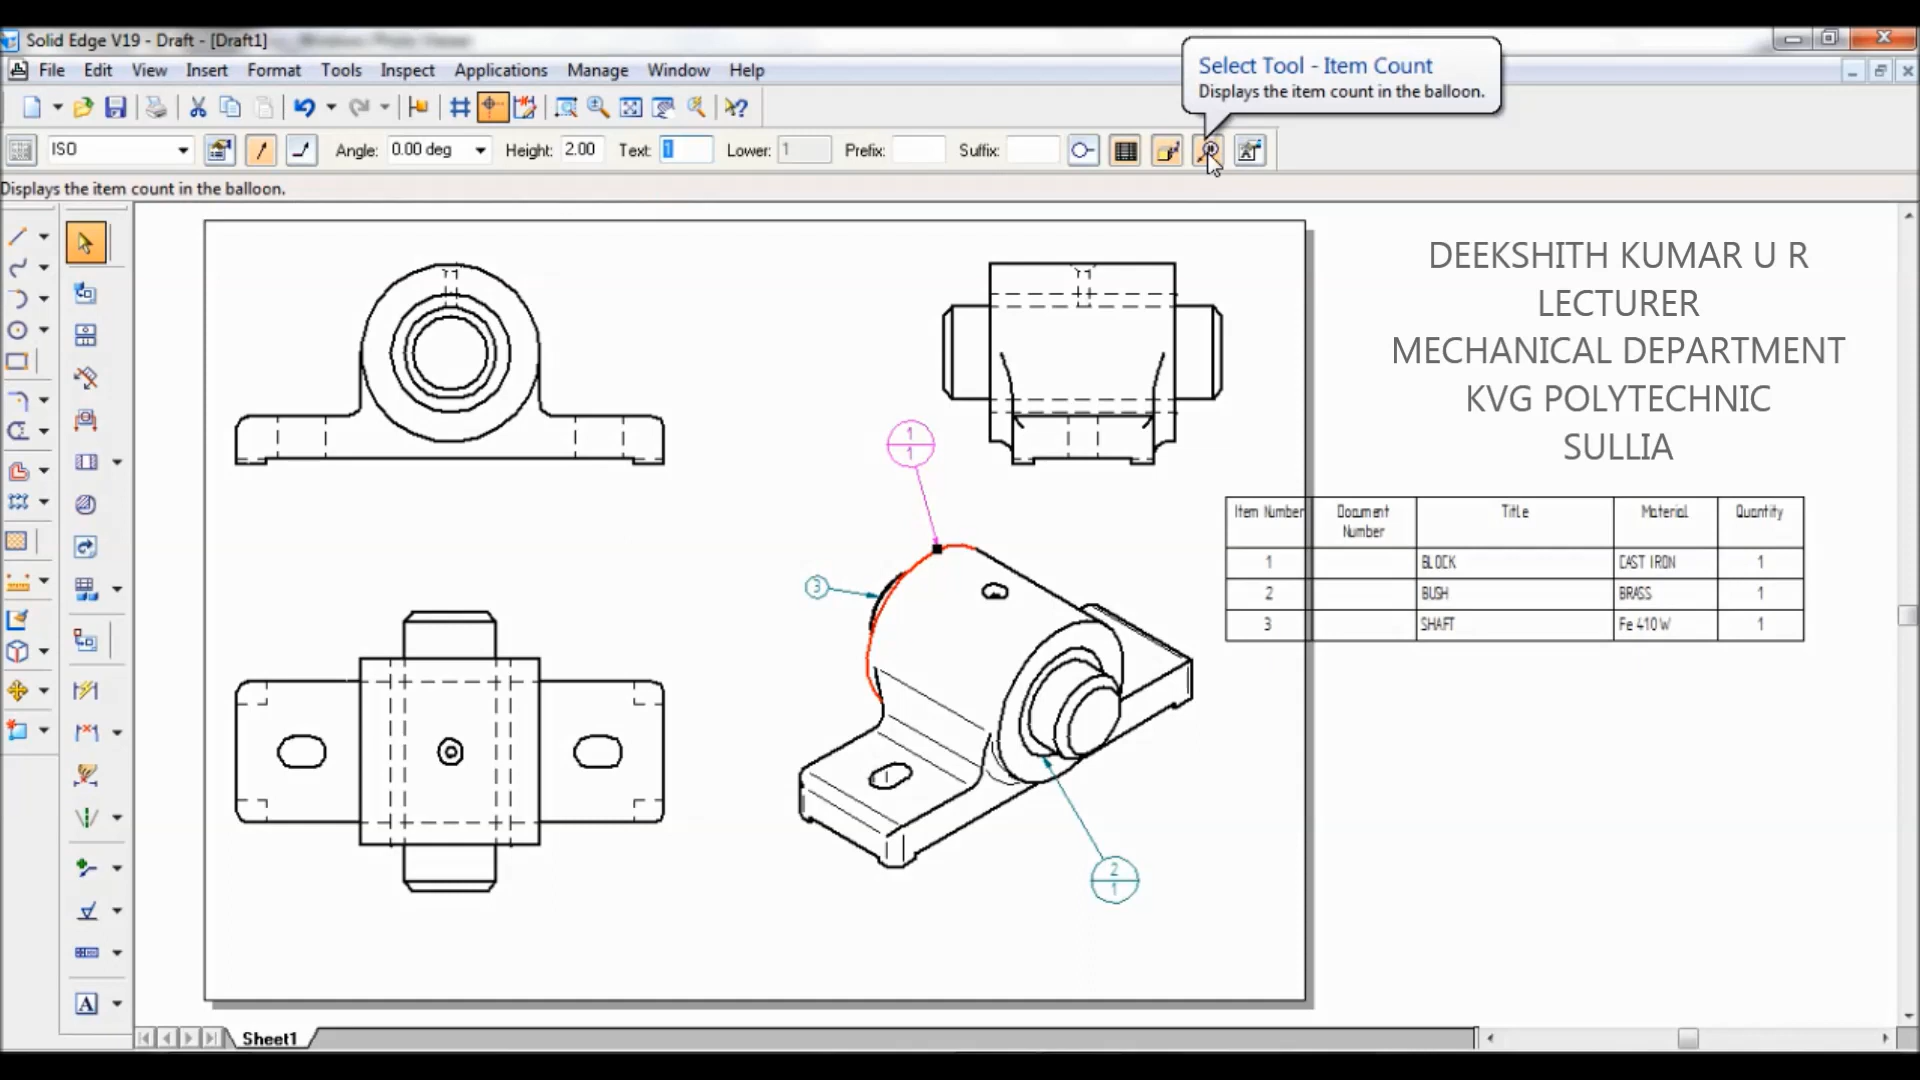 Solid Edge V19 - Draft - [Draft1]
File Edit View Insert Format Tools Inspect Applications Manage Window Help
Select Tool - Item Count
Displays the item count in the balloon.
ISO Angle: 0.00 deg Height: 2.00 Text: 1 Lower: 1 Prefix: Suffix:
Displays the item count in the balloon.
DEEKSHITH KUMAR U R
LECTURER
MECHANICAL DEPARTMENT
KVG POLYTECHNIC
SULLIA
1
1
3
2
1
Item Number Document Number Title Material Quantity
1 BLOCK CAST IRON 1
2 BUSH BRASS 1
3 SHAFT Fe 410 W 1
A
Sheet1